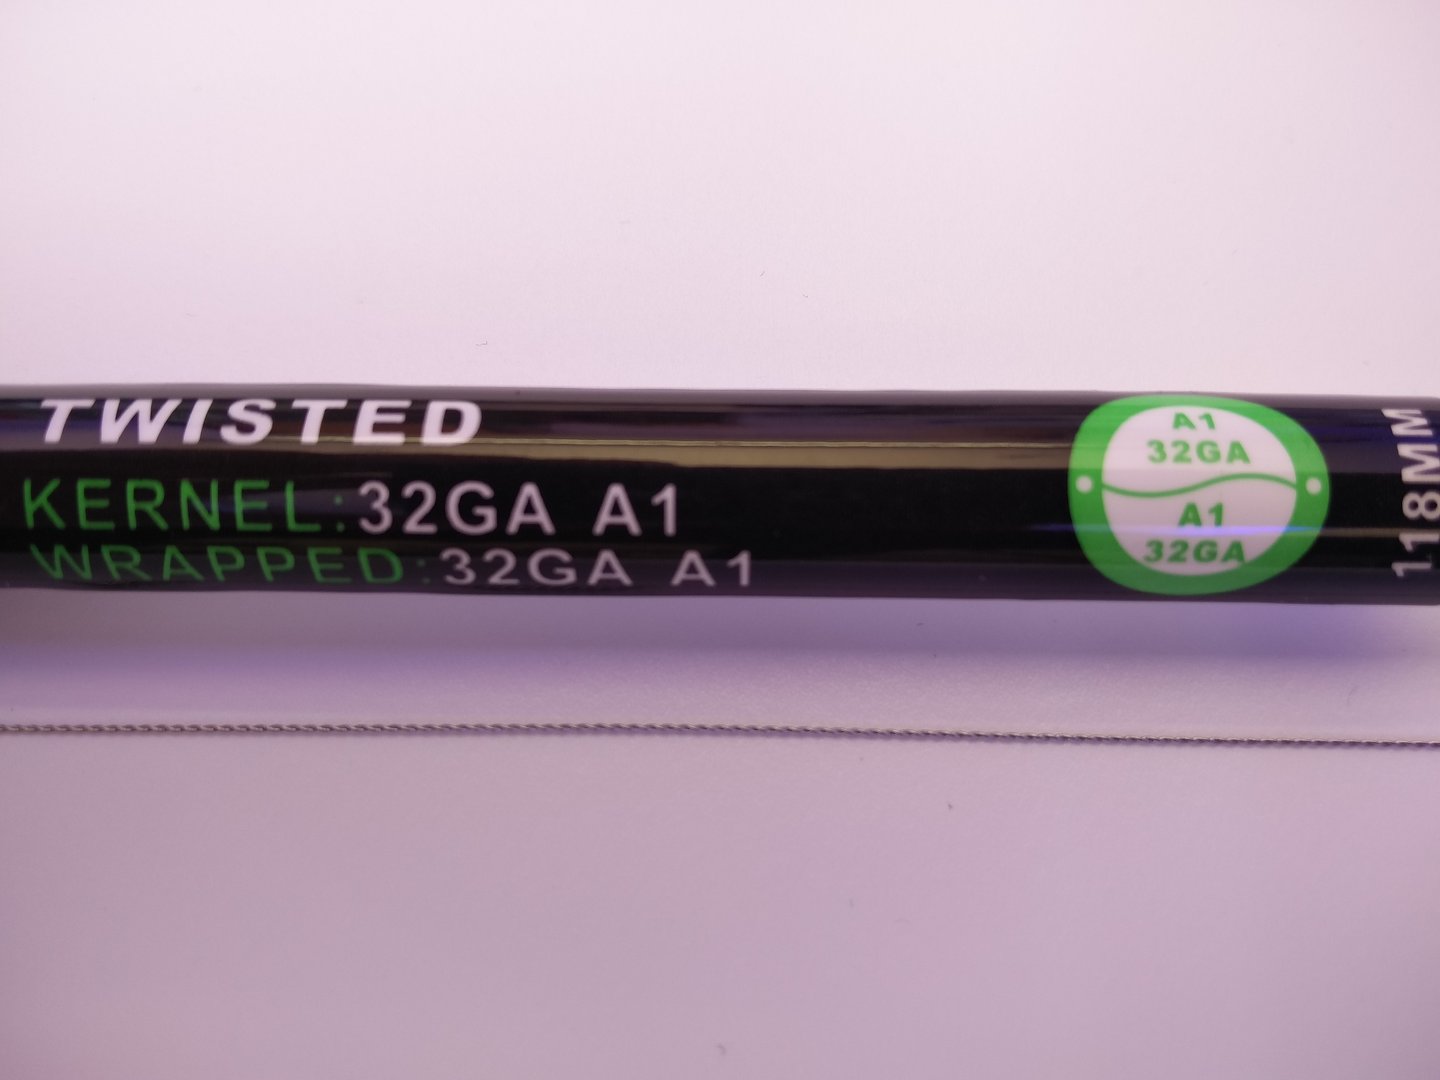 TWISTED
KERNEL:32GA A1
WRAPPED:32GA A1
A1
32GA
A1
32GA
118MM